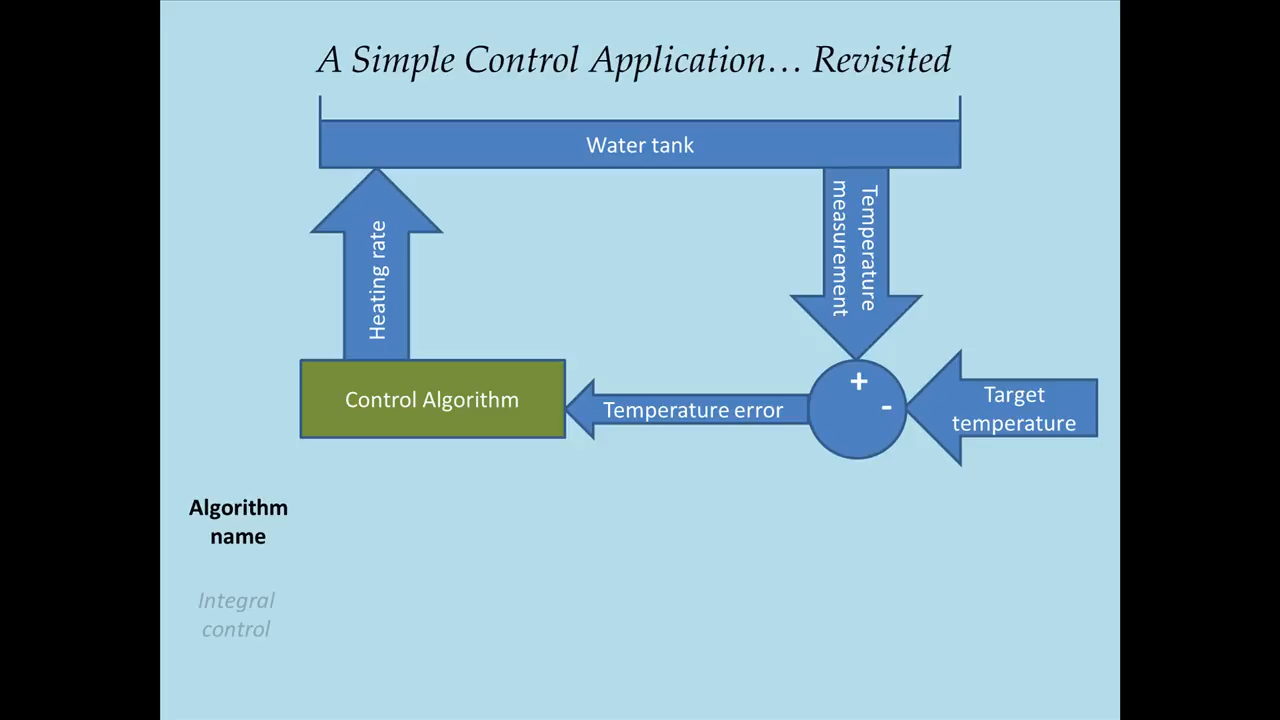 A Simple Control Application… Revisited
Water tank
Heating rate
Temperature
measurement
Control Algorithm
Temperature error
+
-
Target
temperature
Algorithm
name
Integral
control